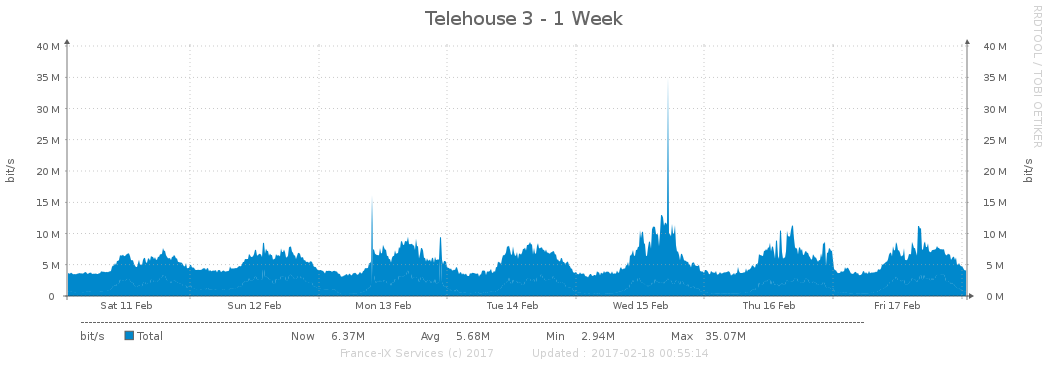 Telehouse 3 - 1 Week
RRDTOOL / TOBI OETIKER
bit/s
40 M 40 M
35 M 35 M
30 M 30 M
25 M 25 M
20 M 20 M
15 M 15 M
10 M 10 M
5 M 5 M
0 0 M
bit/s
Sat 11 Feb Sun 12 Feb Mon 13 Feb Tue 14 Feb Wed 15 Feb Thu 16 Feb Fri 17 Feb
bit/s Total Now 6.37M Avg 5.68M Min 2.94M Max 35.07M
France-IX Services (c) 2017 Updated : 2017-02-18 00:55:14